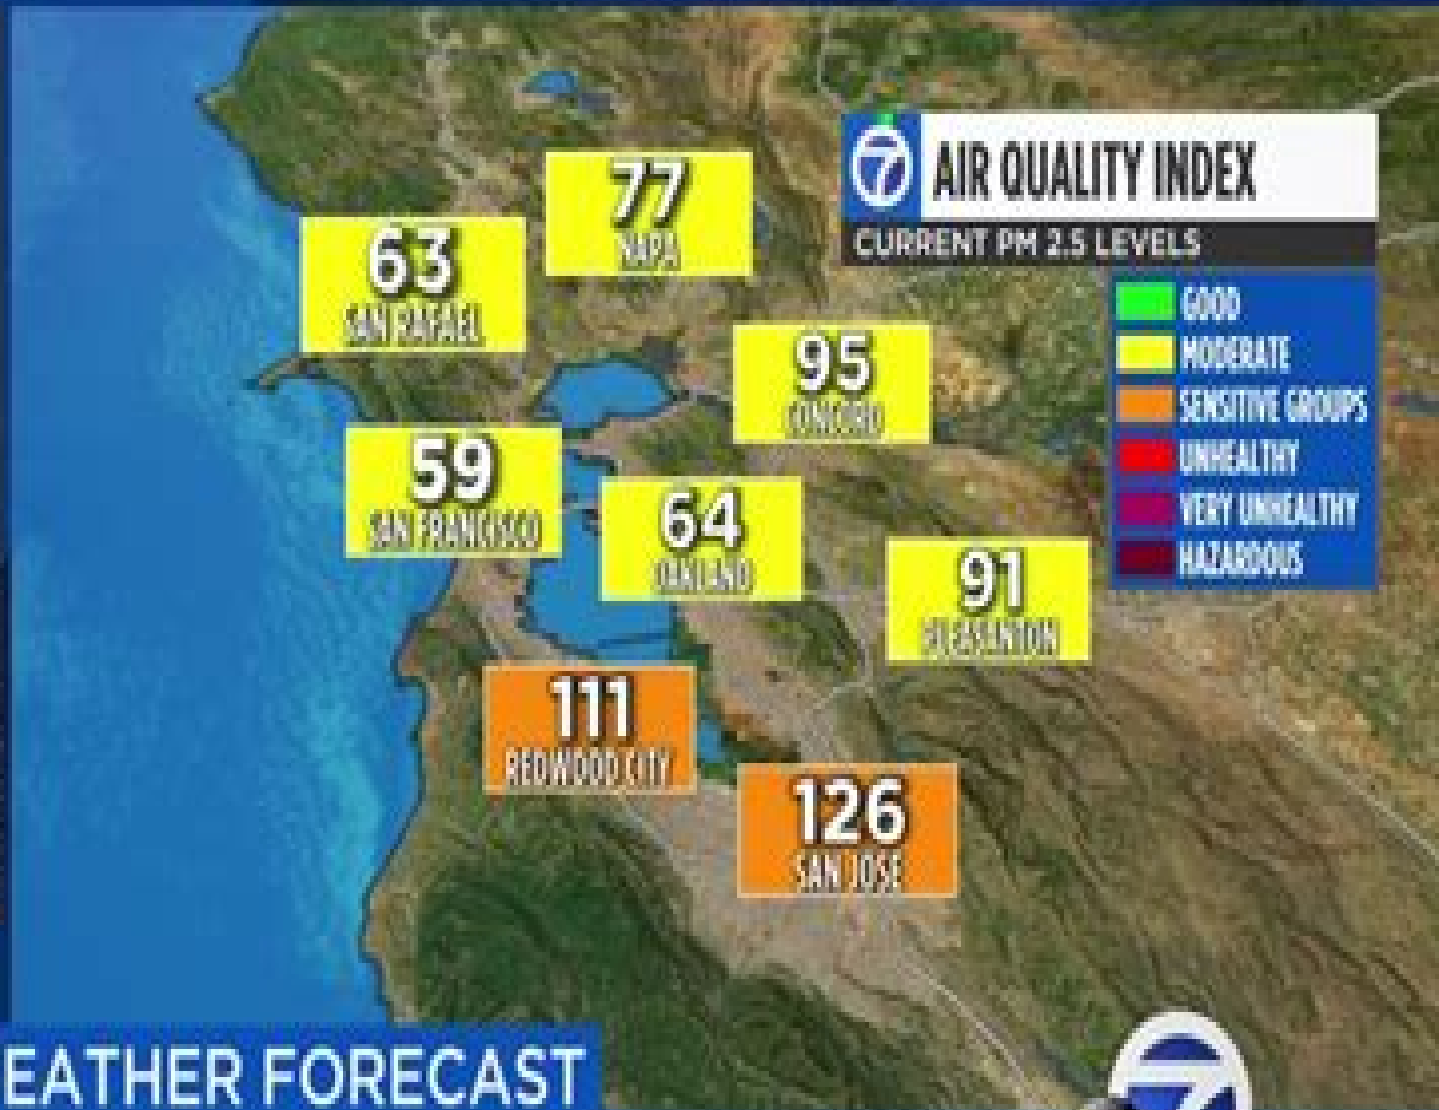 7 AIR QUALITY INDEX
CURRENT PM 2.5 LEVELS
GOOD
MODERATE
SENSITIVE GROUPS
UNHEALTHY
VERY UNHEALTHY
HAZARDOUS
77
NAPA
63
SAN RAFAEL
95
CONCORD
59
SAN FRANCISCO
64
OAKLAND
91
PLEASANTON
111
REDWOOD CITY
126
SAN JOSE
EATHER FORECAST
7